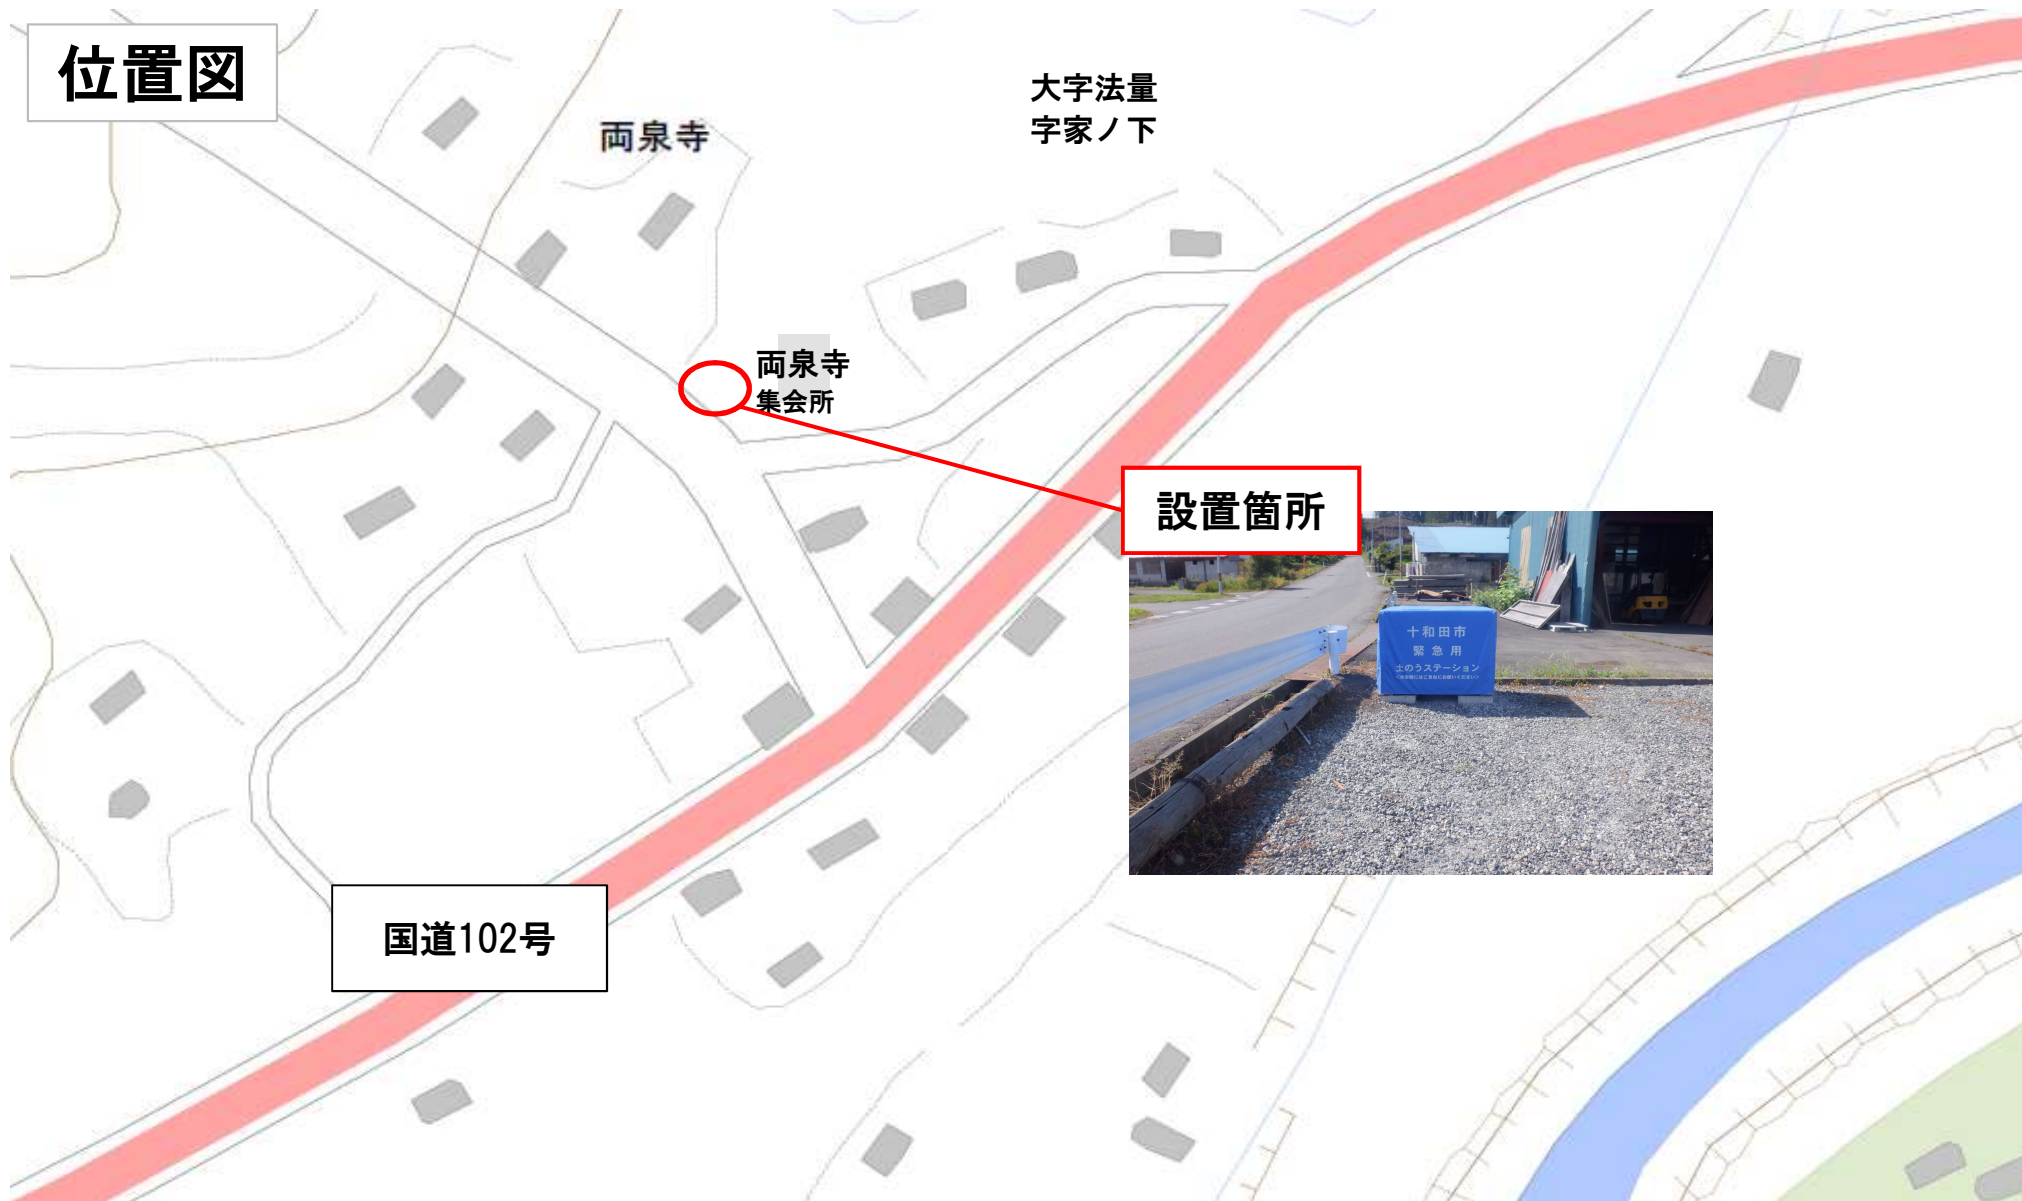 位置図
両泉寺
大字法量
字家ノ下
両泉寺
集会所
設置箇所
十和田市
緊急用
土のうステーション
国道102号